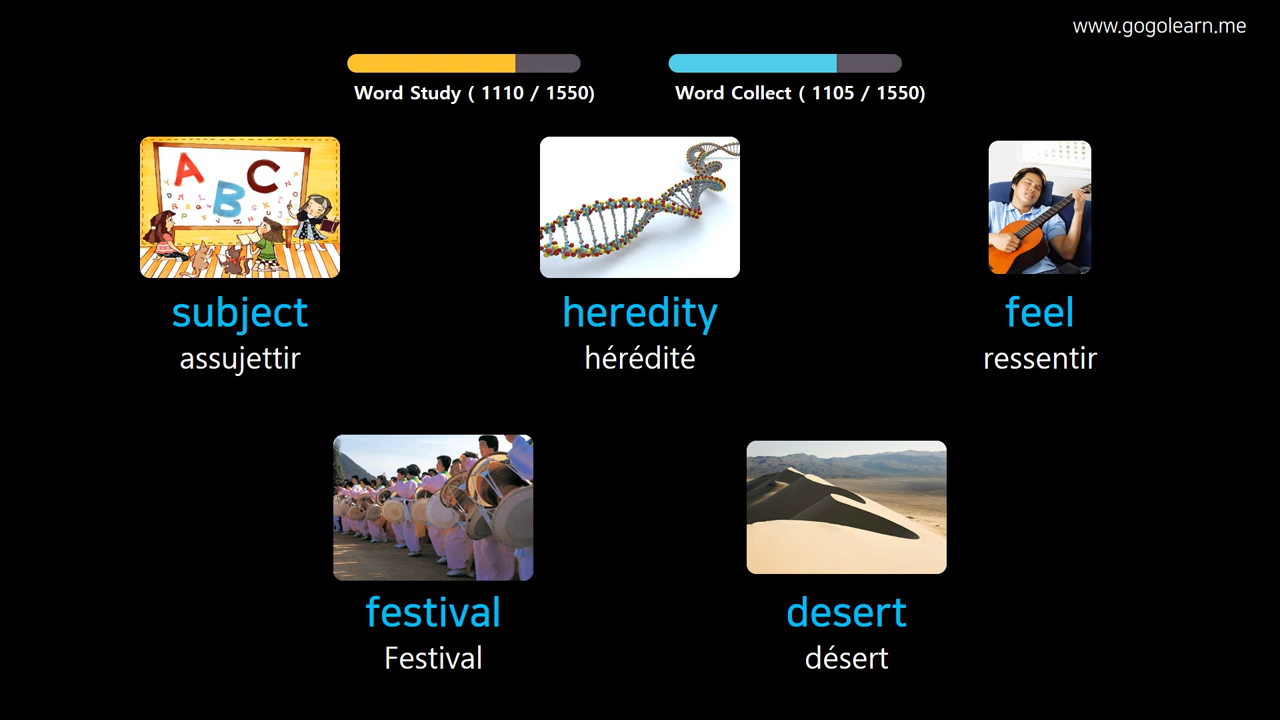 www.gogolearn.me
Word Study ( 1110 / 1550)
Word Collect ( 1105 / 1550)
A B C
subject
assujettir
heredity
hérédité
feel
ressentir
festival
Festival
desert
désert